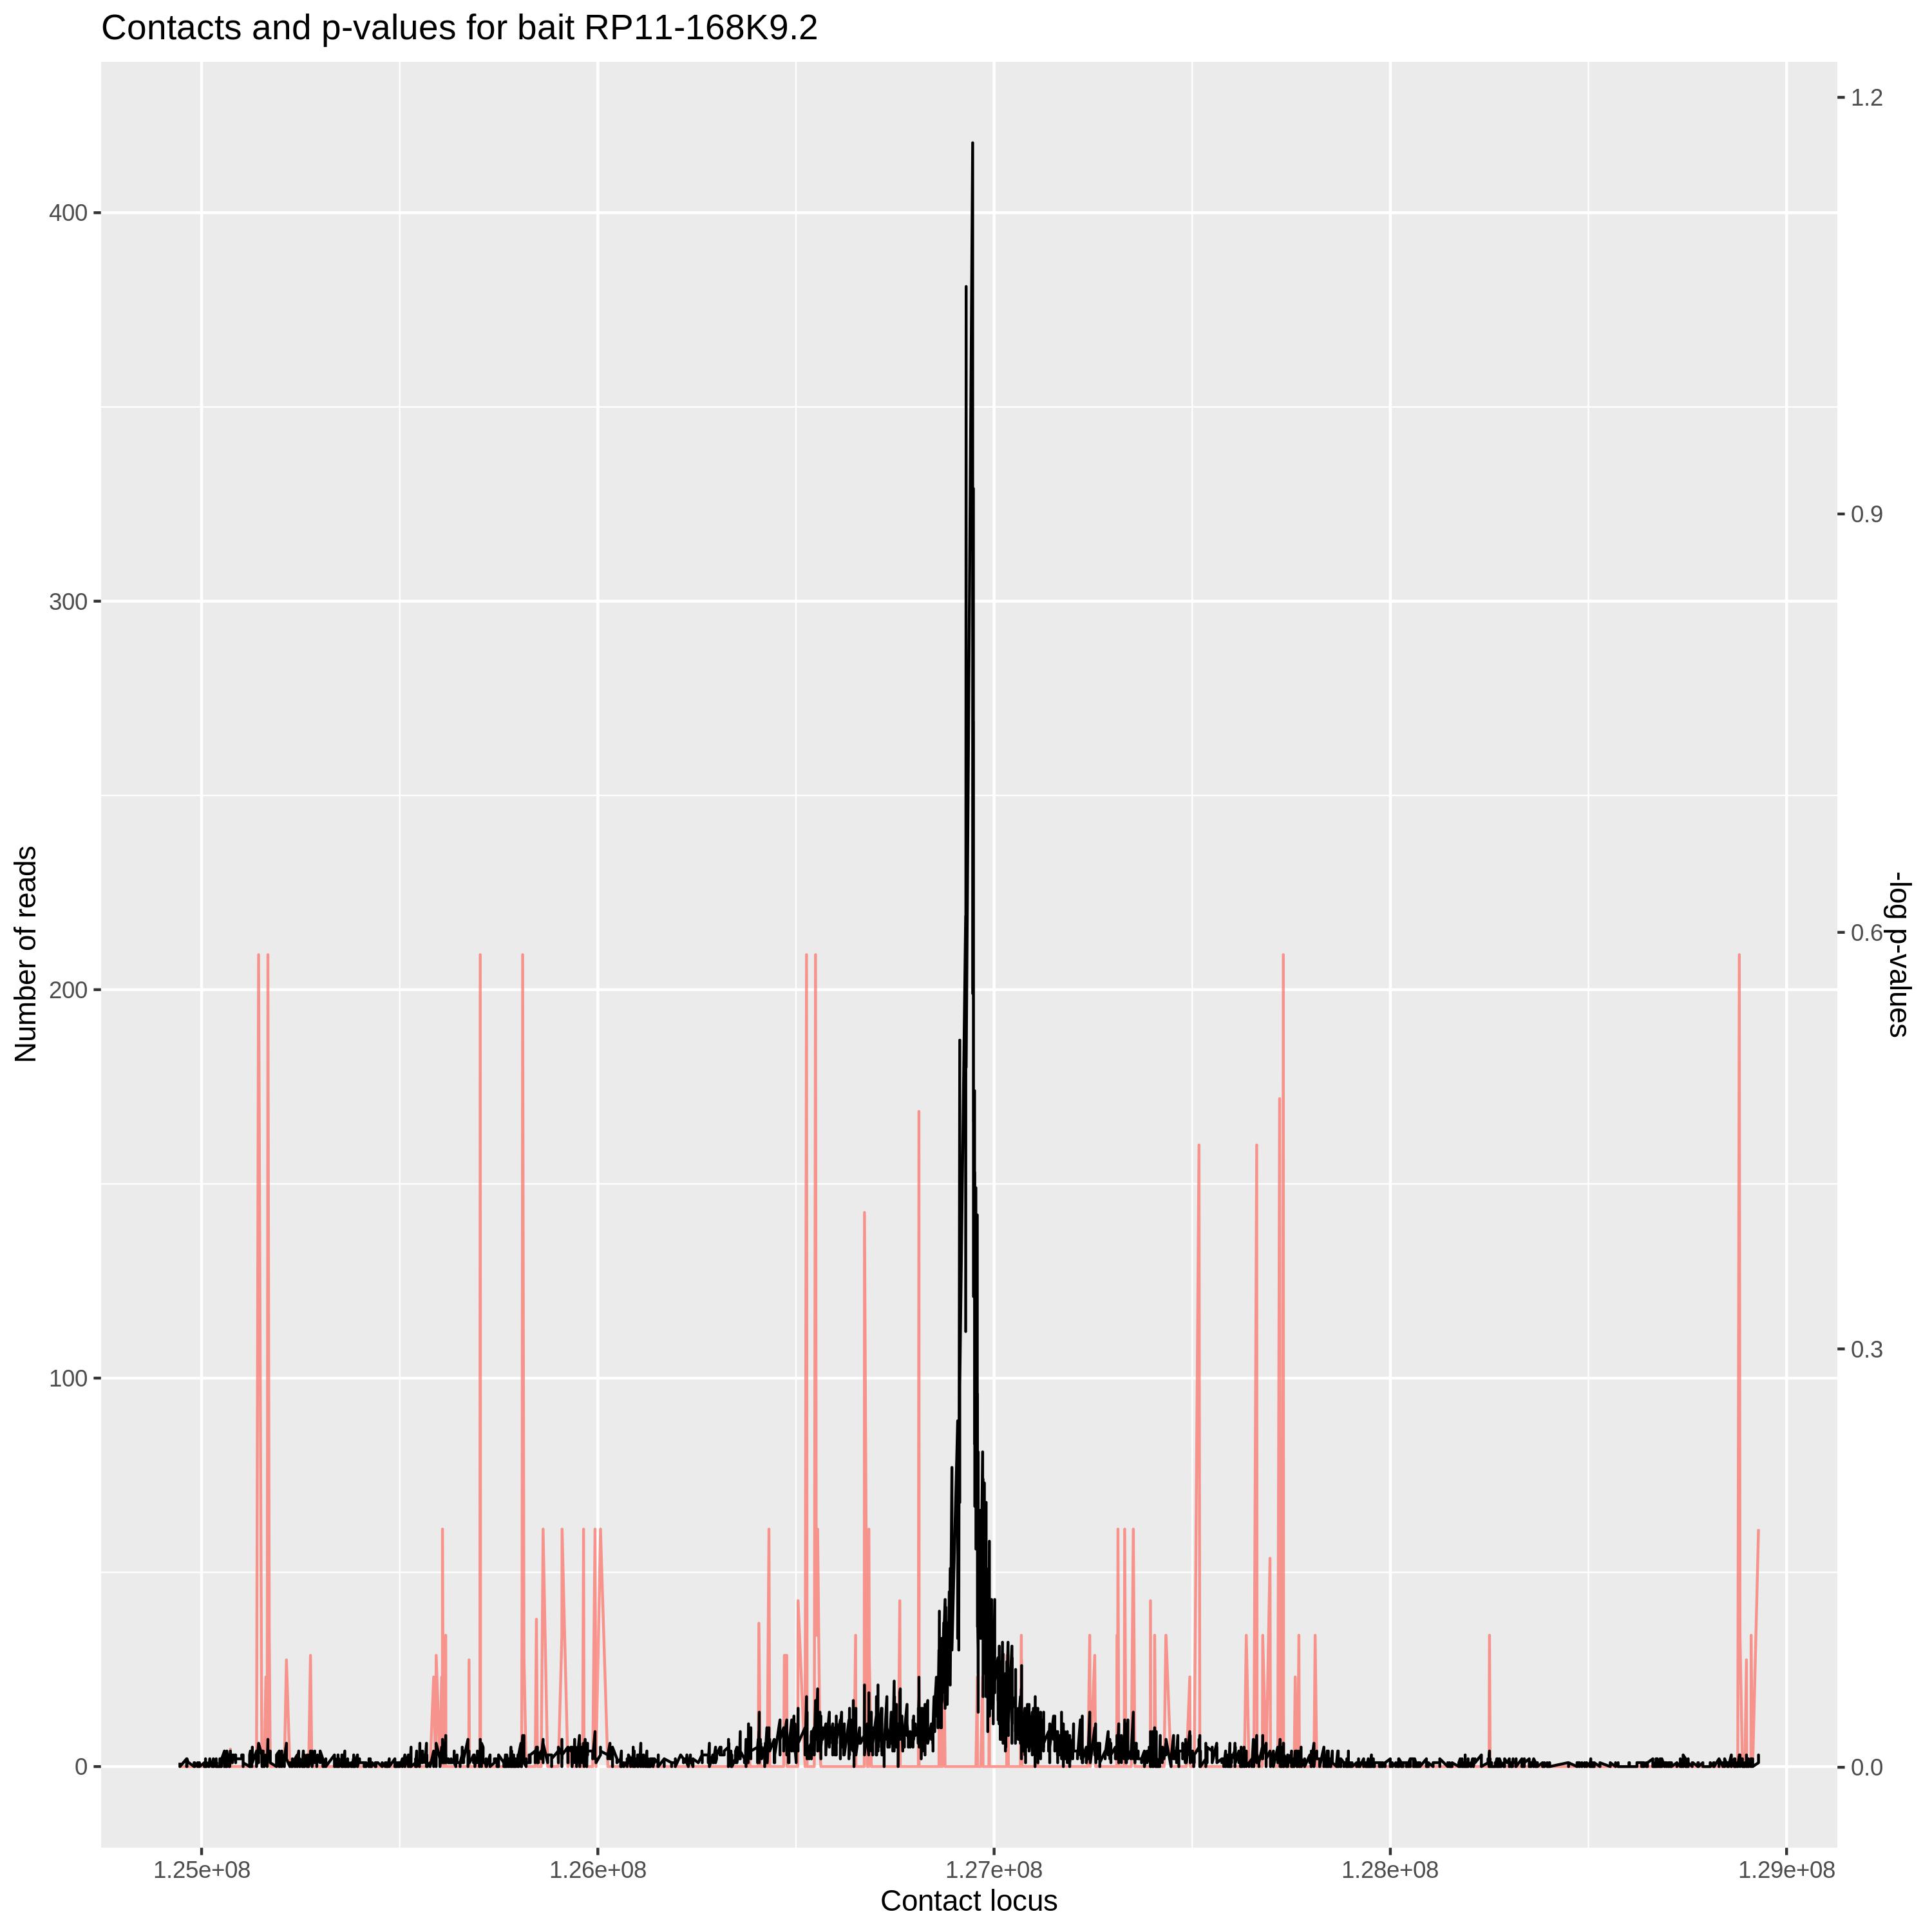 Contacts and p-values for bait RP11-168K9.2
Number of reads
400
300
200
100
0
1.2
0.9
0.6
0.3
0.0
-log p-values
1.25e+08
1.26e+08
1.27e+08
1.28e+08
1.29e+08
Contact locus